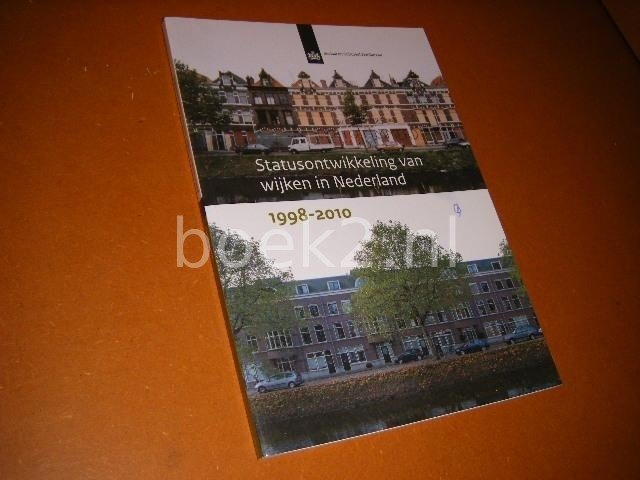 Statusontwikkeling van
wijken in Nederland
1998-2010
boek2.nl